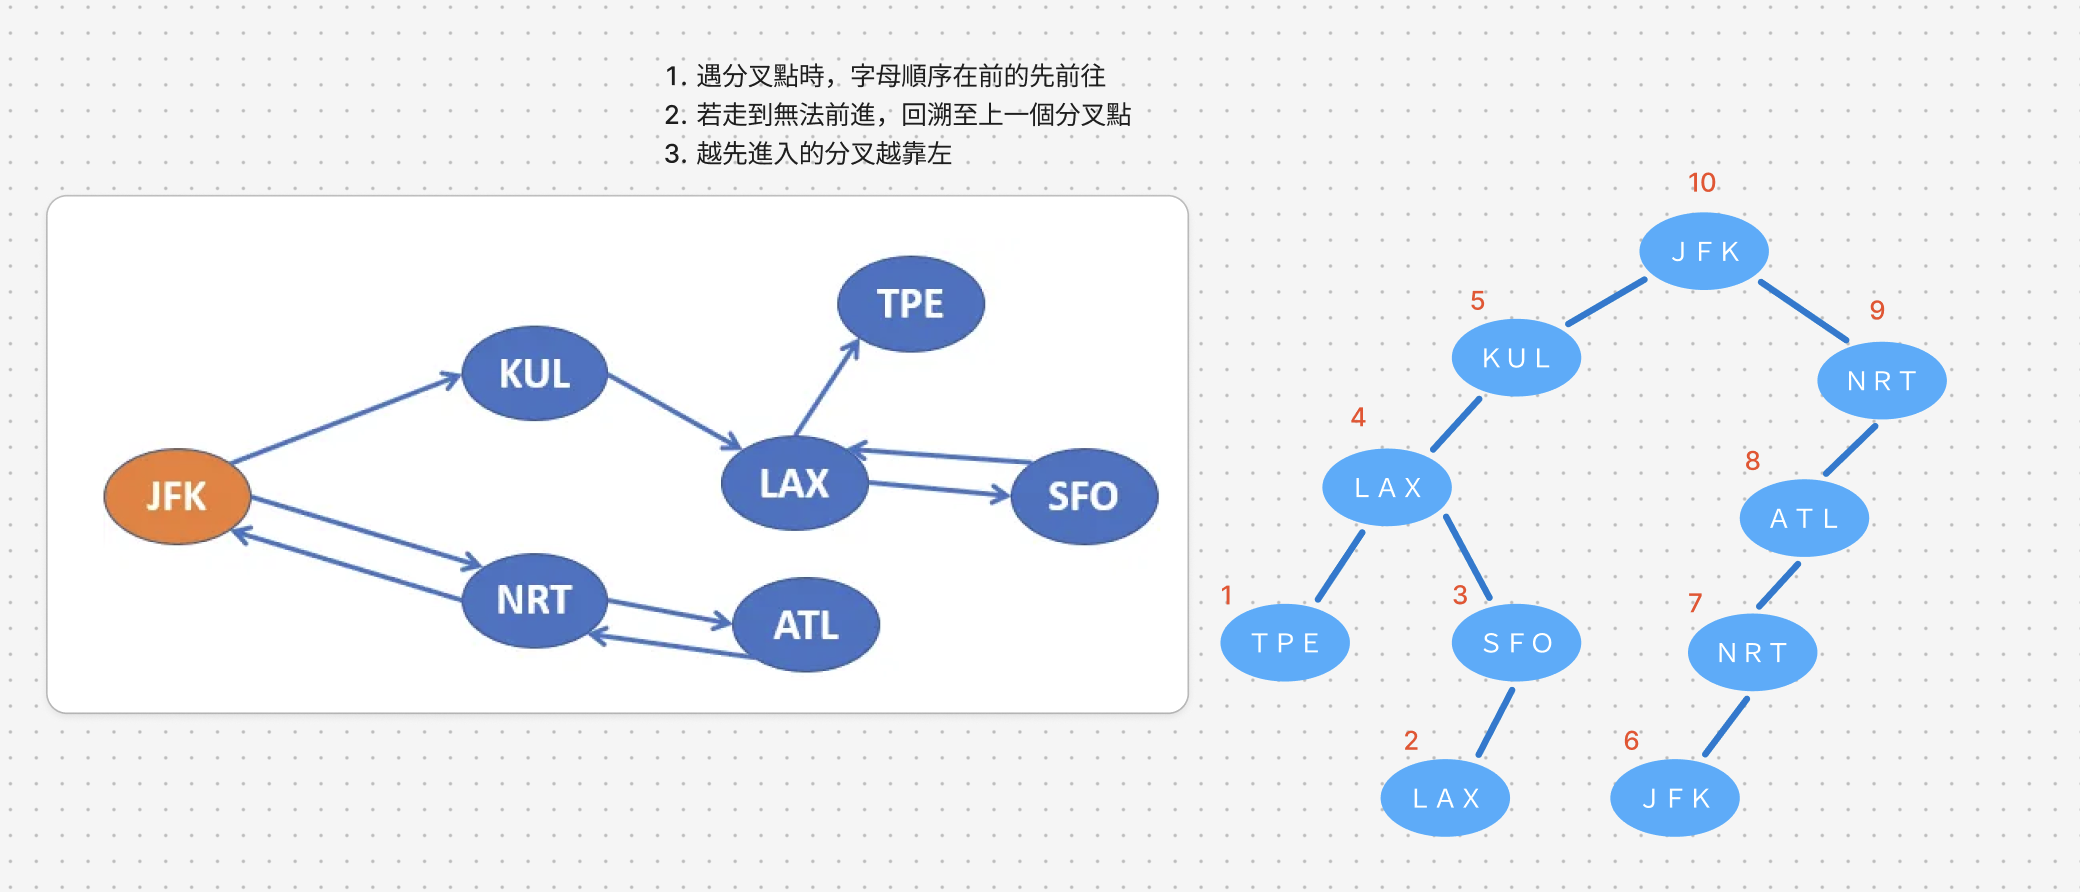 1. 遇分叉點時，字母順序在前的先前往
2. 若走到無法前進，回溯至上一個分叉點
3. 越先進入的分叉越靠左
TPE
KUL
LAX
JFK
SFO
NRT
ATL
10
JFK
5
9
KUL
NRT
4
8
LAX
ATL
1
3
7
TPE
SFO
NRT
2
6
LAX
JFK